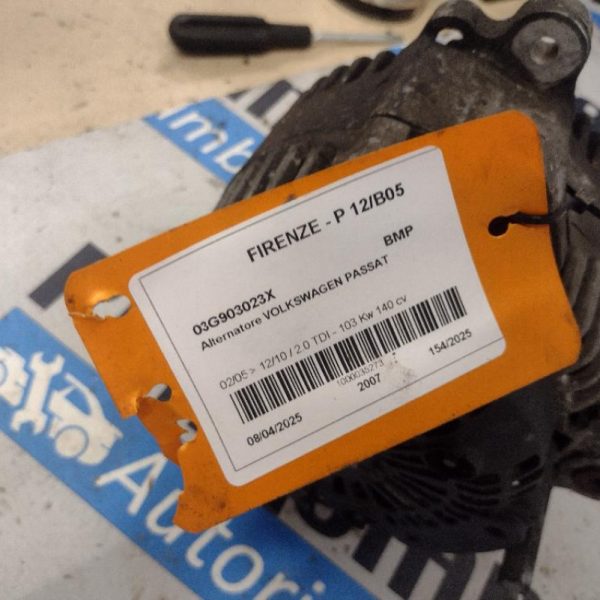 FIRENZE - P 12/B05
BMP
03G903023X
Alternatore VOLKSWAGEN PASSAT
02/05 > 12/10 / 2.0 TDI - 103 Kw 140 cv
1000035273
08/04/2025
2007
154/2025
Autori